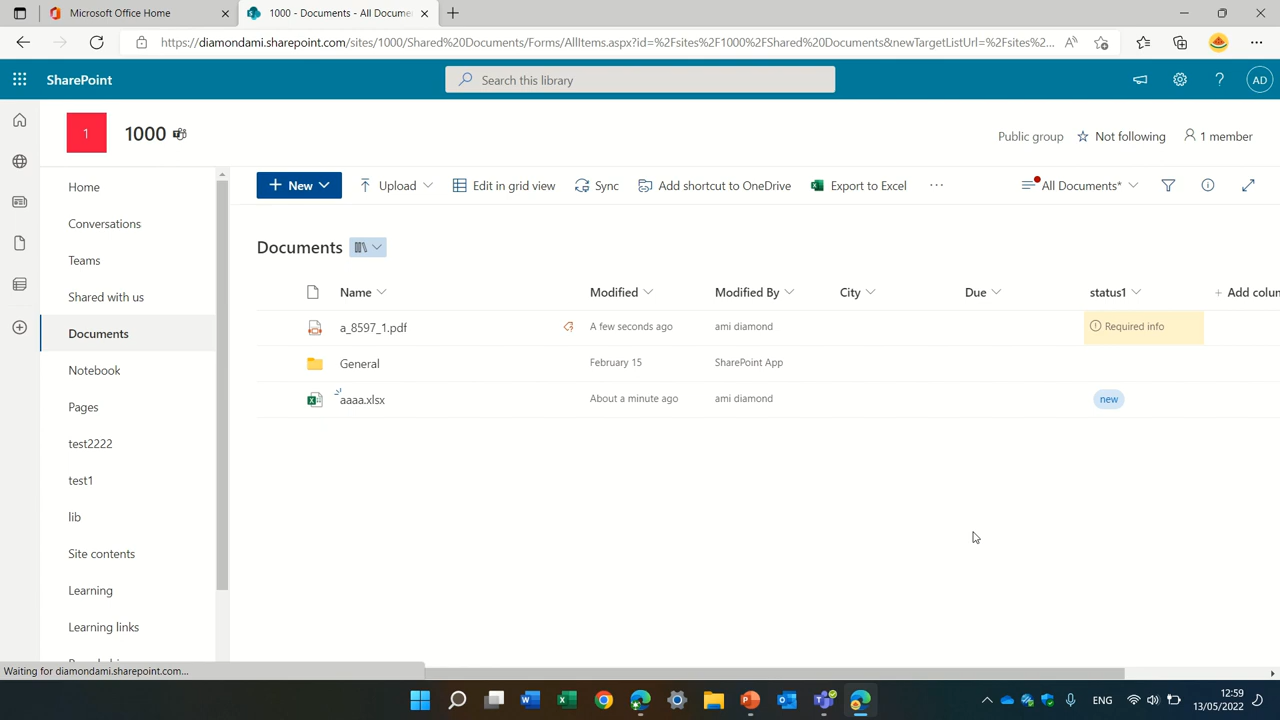 Microsoft Office Home
1000 - Documents - All Docume
https://diamondami.sharepoint.com/sites/1000/Shared%20Documents/Forms/AllItems.aspx?id=%2Fsites%2F1000%2FShared%20Documents&newTargetListUrl=%2Fsites%2...
SharePoint
Search this library
AD
1
1000
Public group
Not following
1 member
New
Upload
Edit in grid view
Sync
Add shortcut to OneDrive
Export to Excel
All Documents*
Home
Conversations
Teams
Shared with us
Documents
Notebook
Pages
test2222
test1
lib
Site contents
Learning
Learning links
Documents
Name
Modified
Modified By
City
Due
status1
+ Add colun
a_8597_1.pdf
A few seconds ago
ami diamond
Required info
General
February 15
SharePoint App
aaaa.xlsx
About a minute ago
ami diamond
new
Waiting for diamondami.sharepoint.com...
ENG
12:59
13/05/2022